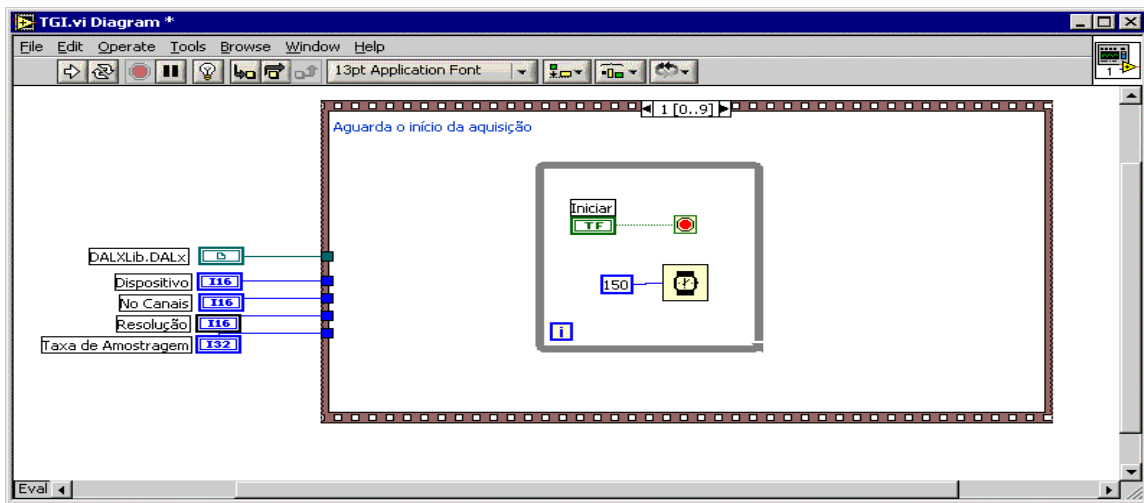 TGI.vi Diagram *
File Edit Operate Tools Browse Window Help
13pt Application Font
1
1 [0..9]
Aguarda o início da aquisição
Iniciar
TF
DALXLib.DALx
Dispositivo I16
150
No Canais I16
Resolução I16
i
Taxa de Amostragem I32
Eval